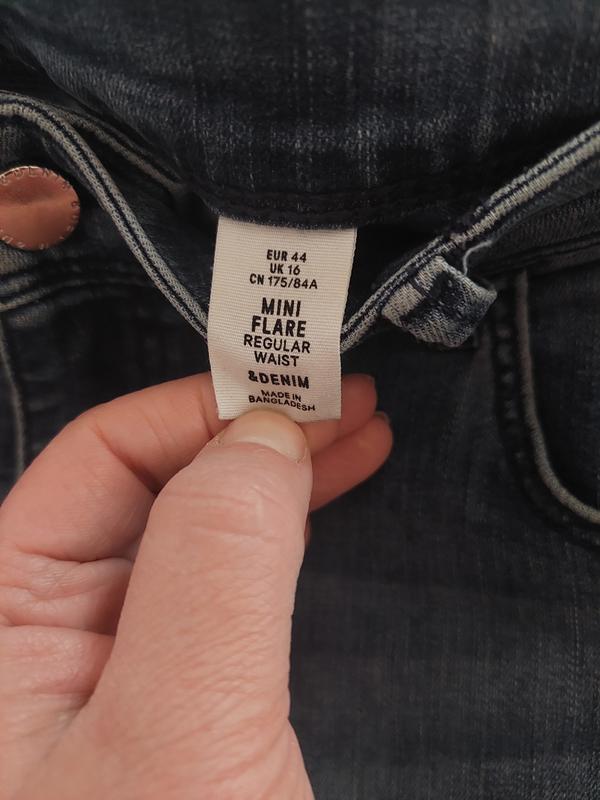 EUR 44
UK 16
CN 175/84A
MINI
FLARE
REGULAR
WAIST
&DENIM
MADE IN
BANGLADESH